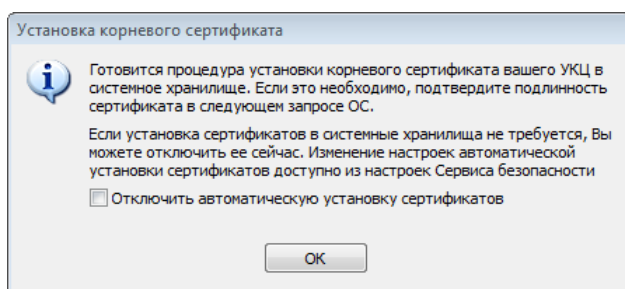 Установка корневого сертификата
Готовится процедура установки корневого сертификата вашего УКЦ в
системное хранилище. Если это необходимо, подтвердите подлинность
сертификата в следующем запросе ОС.
Если установка сертификатов в системные хранилища не требуется, Вы
можете отключить ее сейчас. Изменение настроек автоматической
установки сертификатов доступно из настроек Сервиса безопасности
Отключить автоматическую установку сертификатов
ОК